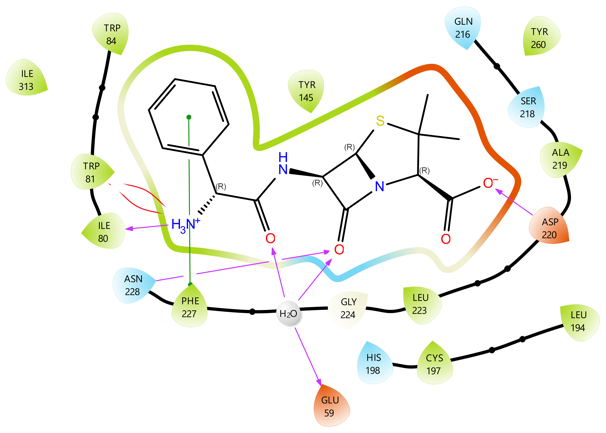 TRP
84
GLN
216
TYR
260
ILE
313
TYR
145
SER
218
S
(R)
H
N
ALA
219
TRP
81
(R)
(R)
(R)
N
O⁻
H₃N⁺
ILE
80
O
O
O
ASP
220
ASN
228
PHE
227
H₂O
GLY
224
LEU
223
LEU
194
HIS
198
CYS
197
GLU
59